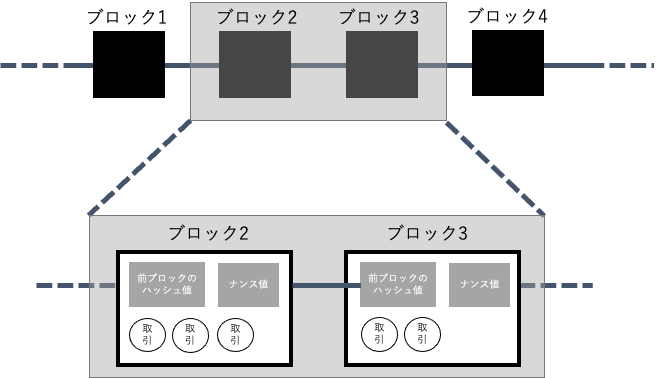 ブロック1
ブロック2
ブロック3
ブロック4
ブロック2
ブロック3
前ブロックの
ハッシュ値
ナンス値
前ブロックの
ハッシュ値
ナンス値
取
引
取
引
取
引
取
引
取
引